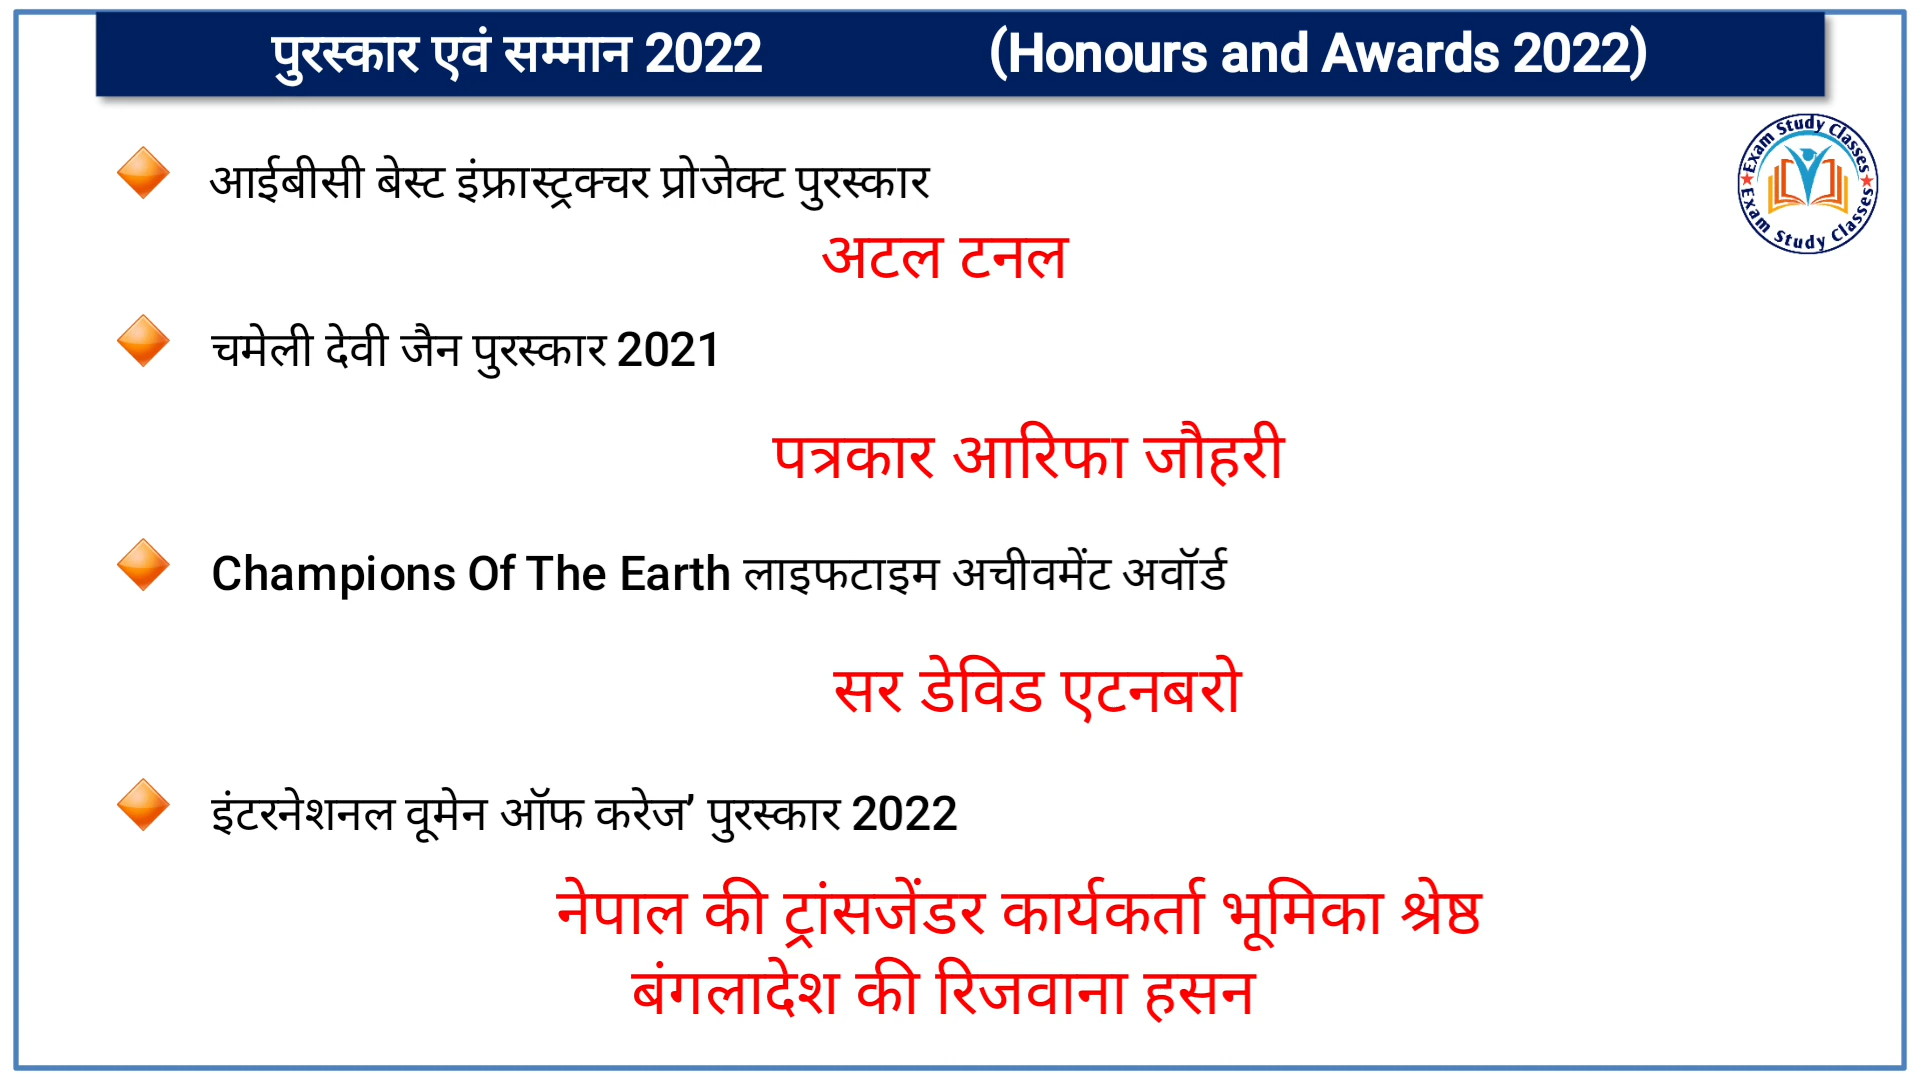 पुरस्कार एवं सम्मान 2022 (Honours and Awards 2022)
Exam Study Classes
Exam Study Classes
आईबीसी बेस्ट इंफ्रास्ट्रक्चर प्रोजेक्ट पुरस्कार
अटल टनल
चमेली देवी जैन पुरस्कार 2021
पत्रकार आरिफा जौहरी
Champions Of The Earth लाइफटाइम अचीवमेंट अवॉर्ड
सर डेविड एटनबरो
इंटरनेशनल वूमेन ऑफ करेज’ पुरस्कार 2022
नेपाल की ट्रांसजेंडर कार्यकर्ता भूमिका श्रेष्ठ
बंगलादेश की रिजवाना हसन